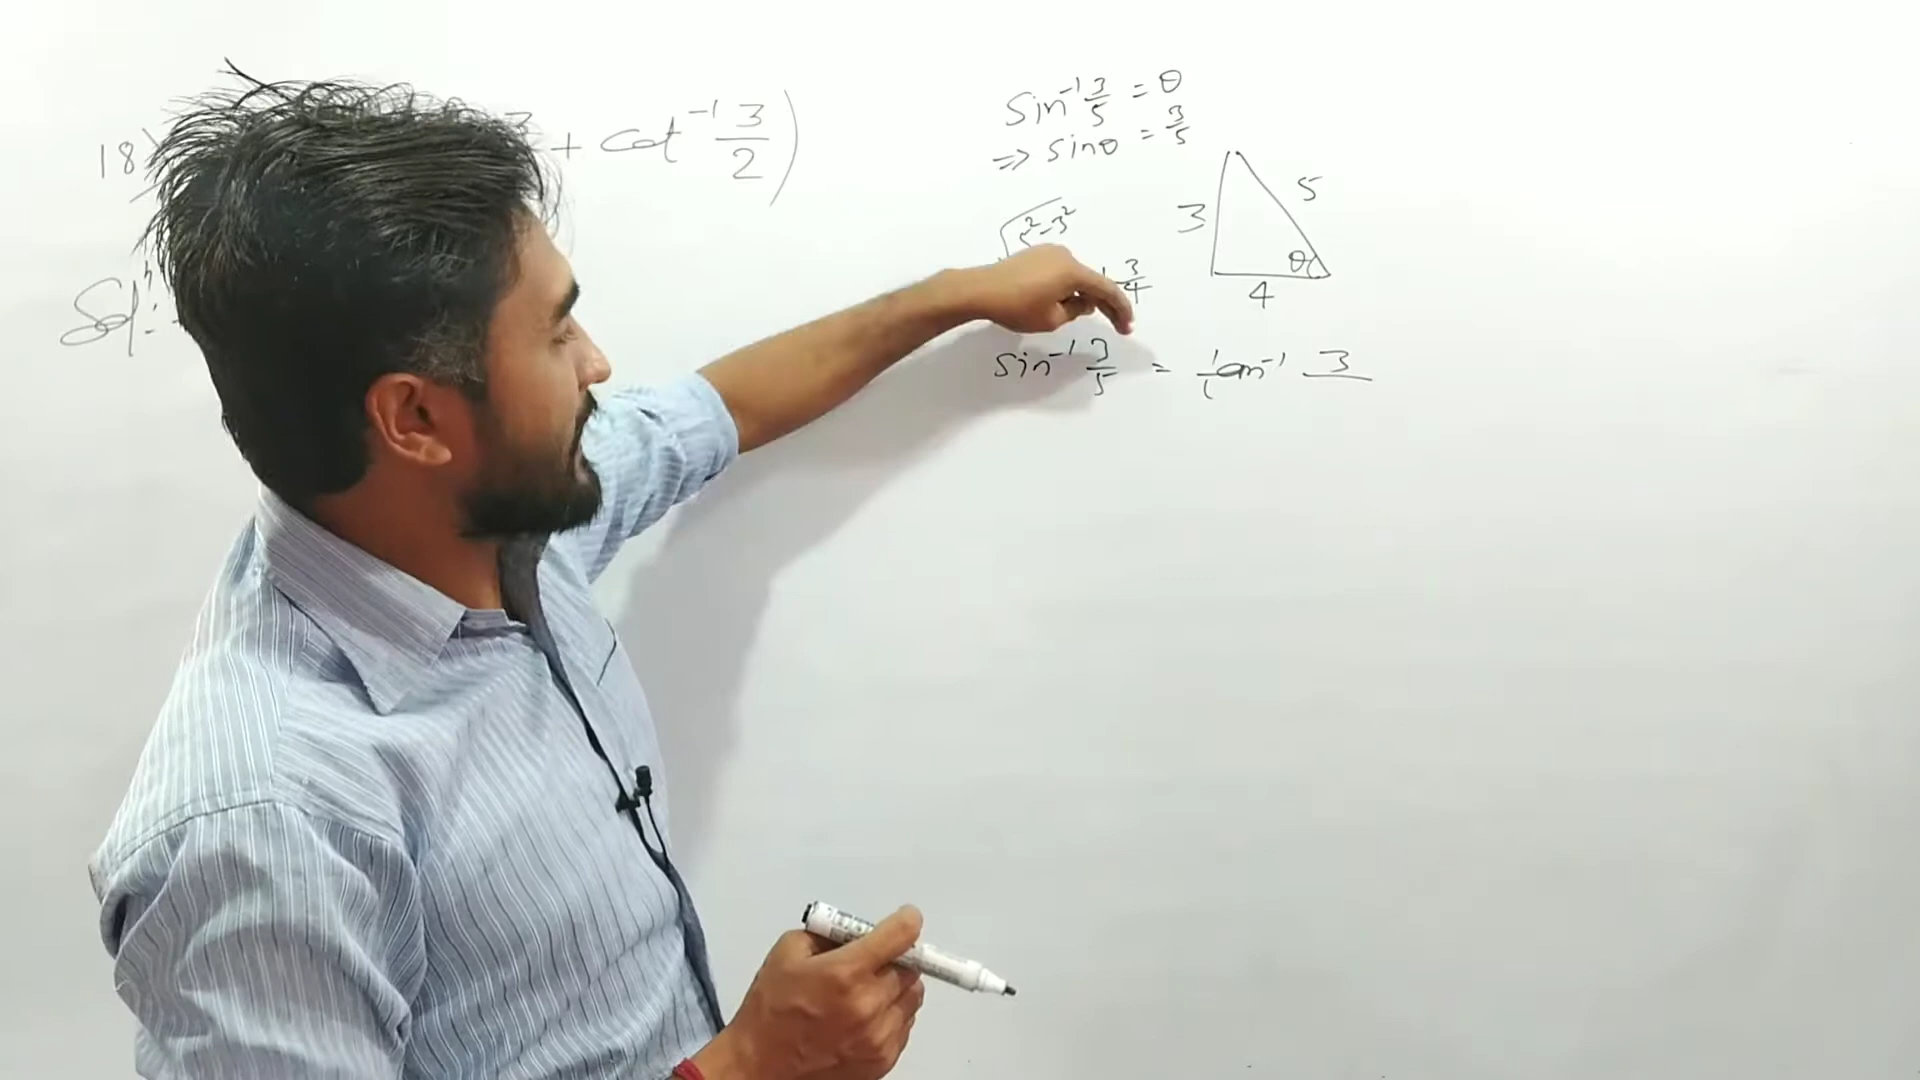 18) + cot⁻¹ 3/2)
Solⁿ:-
sin⁻¹ 3/5 = θ
⇒ sinθ = 3/5
3 5 θ 4
√5²-3²
3/4
sin⁻¹ 3/5 = tan⁻¹ 3